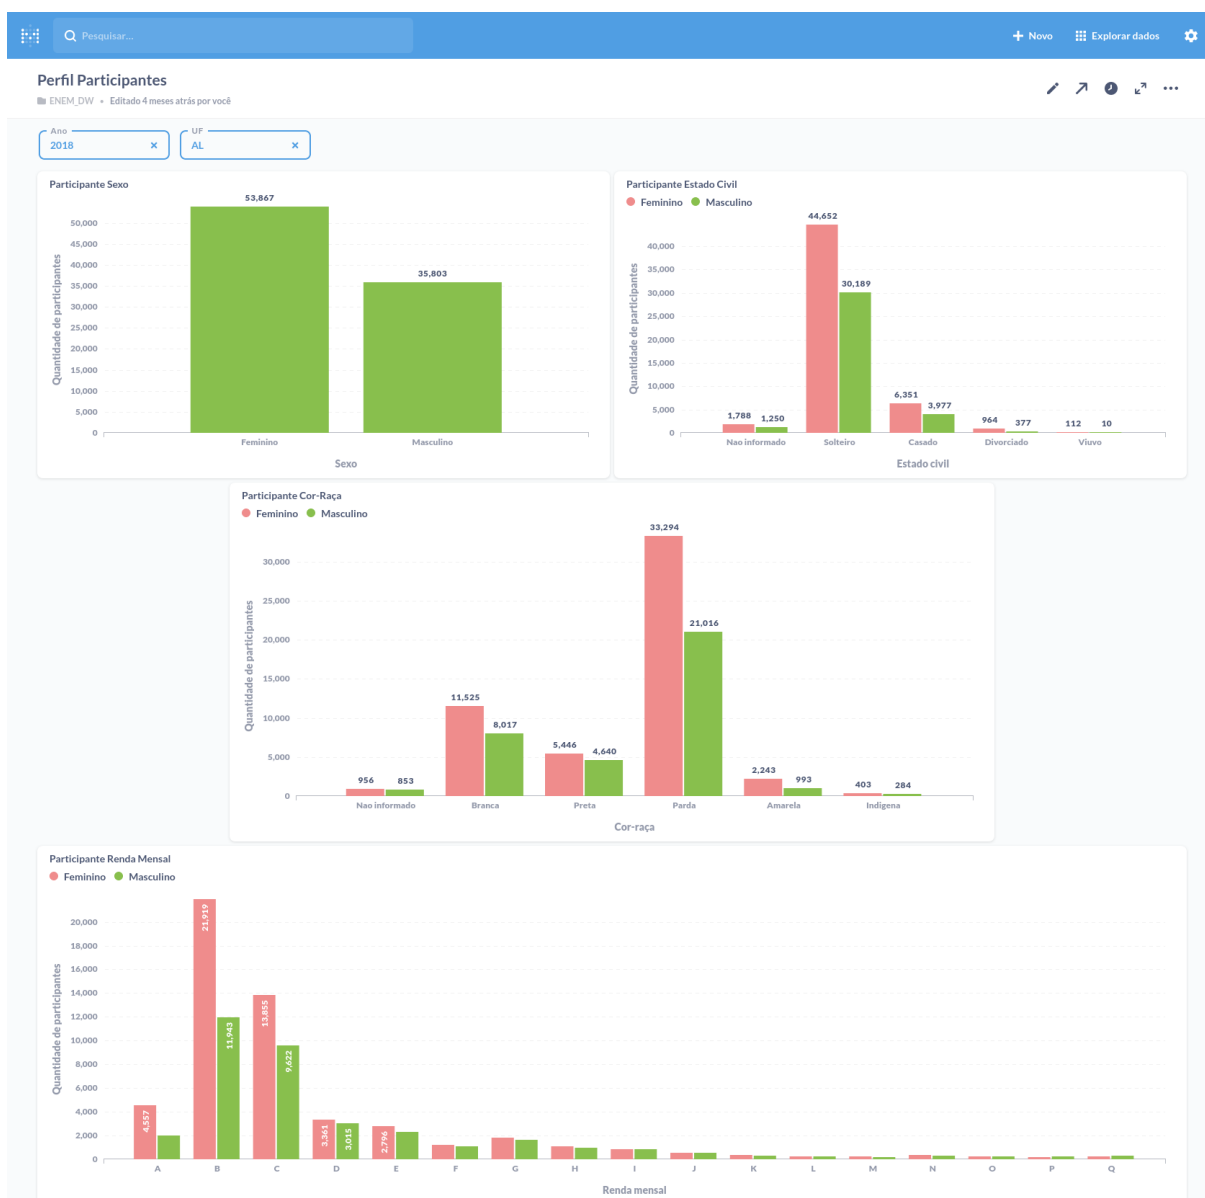 Pesquisar...
Novo
Explorar dados
Perfil Participantes
ENEM_DW • Editado 4 meses atrás por você
Ano
2018
UF
AL
Participante Sexo
Quantidade de participantes
50,000
45,000
40,000
35,000
30,000
25,000
20,000
15,000
10,000
5,000
0
53,867
35,803
Feminino
Masculino
Sexo
Participante Estado Civil
Feminino Masculino
Quantidade de participantes
40,000
35,000
30,000
25,000
20,000
15,000
10,000
5,000
0
1,788
1,250
44,652
30,189
6,351
3,977
964
377
112
10
Nao informado
Solteiro
Casado
Divorciado
Viuvo
Estado civil
Participante Cor-Raça
Feminino Masculino
Quantidade de participantes
30,000
25,000
20,000
15,000
10,000
5,000
0
956
853
11,525
8,017
5,446
4,640
33,294
21,016
2,243
993
403
284
Nao informado
Branca
Preta
Parda
Amarela
Indigena
Cor-raça
Participante Renda Mensal
Feminino Masculino
Quantidade de participantes
20,000
18,000
16,000
14,000
12,000
10,000
8,000
6,000
4,000
2,000
0
4,557
21,919
11,943
13,855
9,622
3,361
3,015
2,796
A
B
C
D
E
F
G
H
I
J
K
L
M
N
O
P
Q
Renda mensal